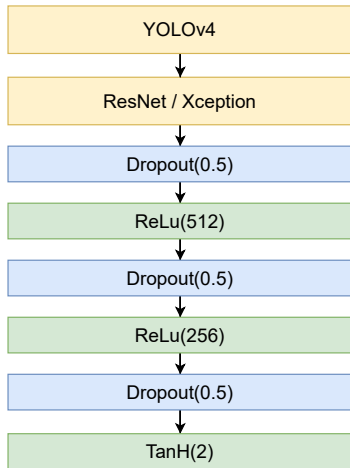 YOLOv4
ResNet / Xception
Dropout(0.5)
ReLu(512)
Dropout(0.5)
ReLu(256)
Dropout(0.5)
TanH(2)